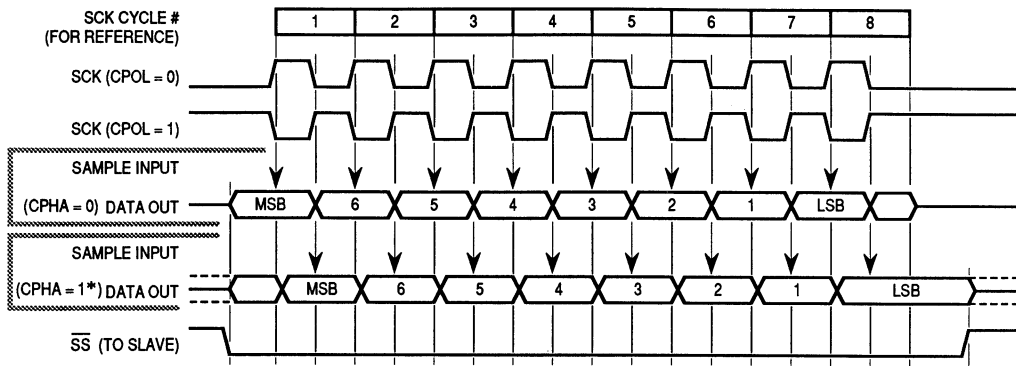 SCK CYCLE # 1 2 3 4 5 6 7 8
(FOR REFERENCE)
SCK (CPOL = 0)
SCK (CPOL = 1)
SAMPLE INPUT
(CPHA = 0) DATA OUT MSB 6 5 4 3 2 1 LSB
SAMPLE INPUT
(CPHA = 1*) DATA OUT MSB 6 5 4 3 2 1 LSB
SS (TO SLAVE)